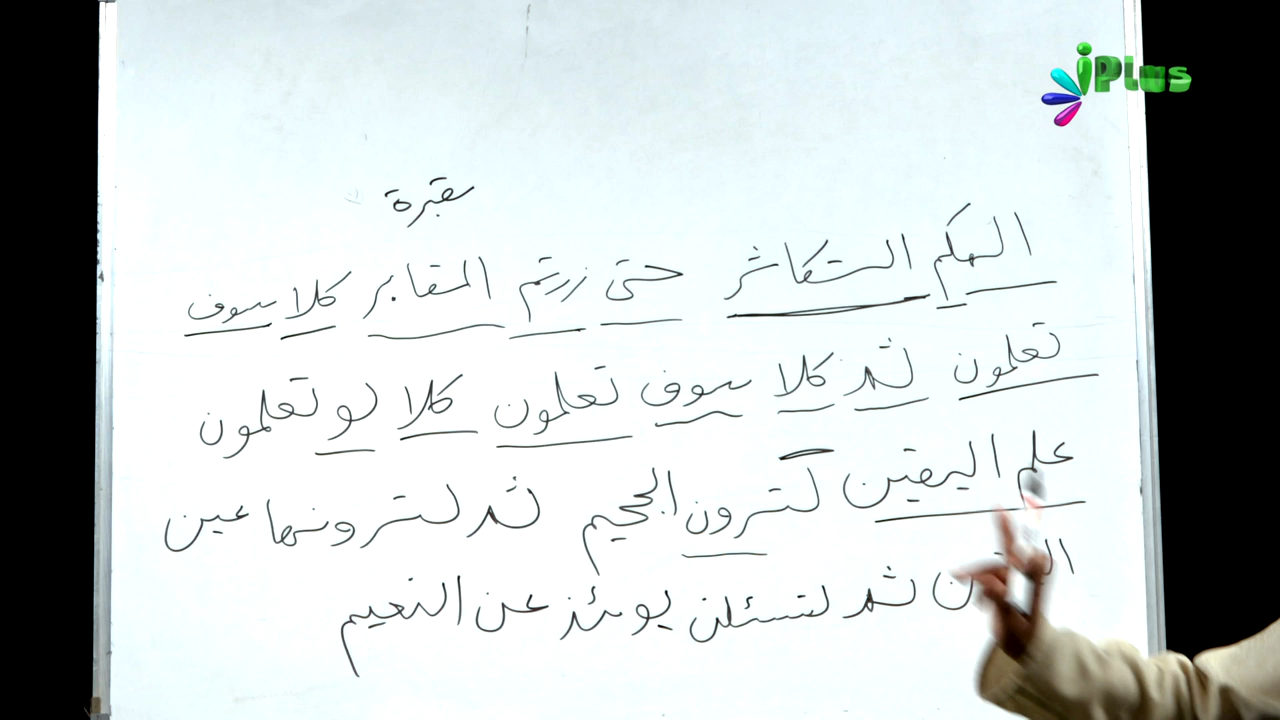 iPlus
مقبرة
الهكم التكاثر حتى زرتم المقابر كلا سوف
تعلمون ثم كلا سوف تعلمون كلا لو تعلمون
علم اليقين لترون الجحيم ثم لترونها عين
ثم لتسئلن يومئذ عن النعيم